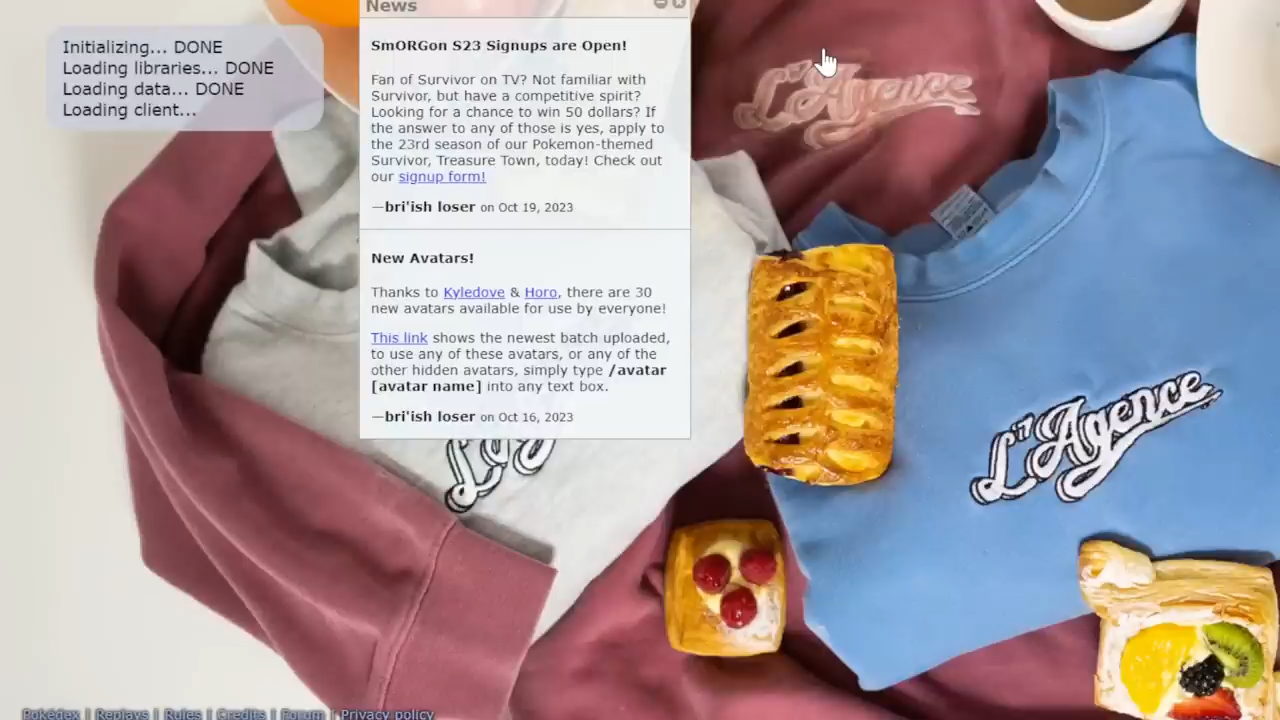 News
Initializing... DONE
Loading libraries... DONE
Loading data... DONE
Loading client...
SmORGon S23 Signups are Open!
Fan of Survivor on TV? Not familiar with
Survivor, but have a competitive spirit?
Looking for a chance to win 50 dollars? If
the answer to any of those is yes, apply to
the 23rd season of our Pokemon-themed
Survivor, Treasure Town, today! Check out
our signup form!
—bri'ish loser on Oct 19, 2023
New Avatars!
Thanks to Kyledove & Horo, there are 30
new avatars available for use by everyone!
This link shows the newest batch uploaded,
to use any of these avatars, or any of the
other hidden avatars, simply type /avatar
[avatar name] into any text box.
—bri'ish loser on Oct 16, 2023
L'Agence
L'Agence
Pokédex | Replays | Rules | Credits | Forum | Privacy policy